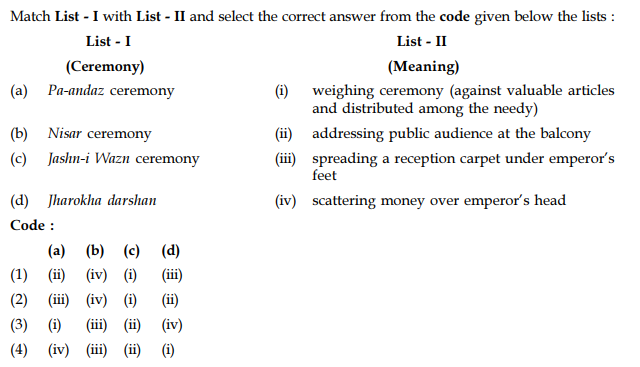 Match List - I with List - II and select the correct answer from the code given below the lists :
List - I List - II
(Ceremony) (Meaning)
(a) Pa-andaz ceremony (i) weighing ceremony (against valuable articles
and distributed among the needy)
(b) Nisar ceremony (ii) addressing public audience at the balcony
(c) Jashn-i Wazn ceremony (iii) spreading a reception carpet under emperor's
feet
(d) Jharokha darshan (iv) scattering money over emperor's head
Code :
(a) (b) (c) (d)
(1) (ii) (iv) (i) (iii)
(2) (iii) (iv) (i) (ii)
(3) (i) (iii) (ii) (iv)
(4) (iv) (iii) (ii) (i)